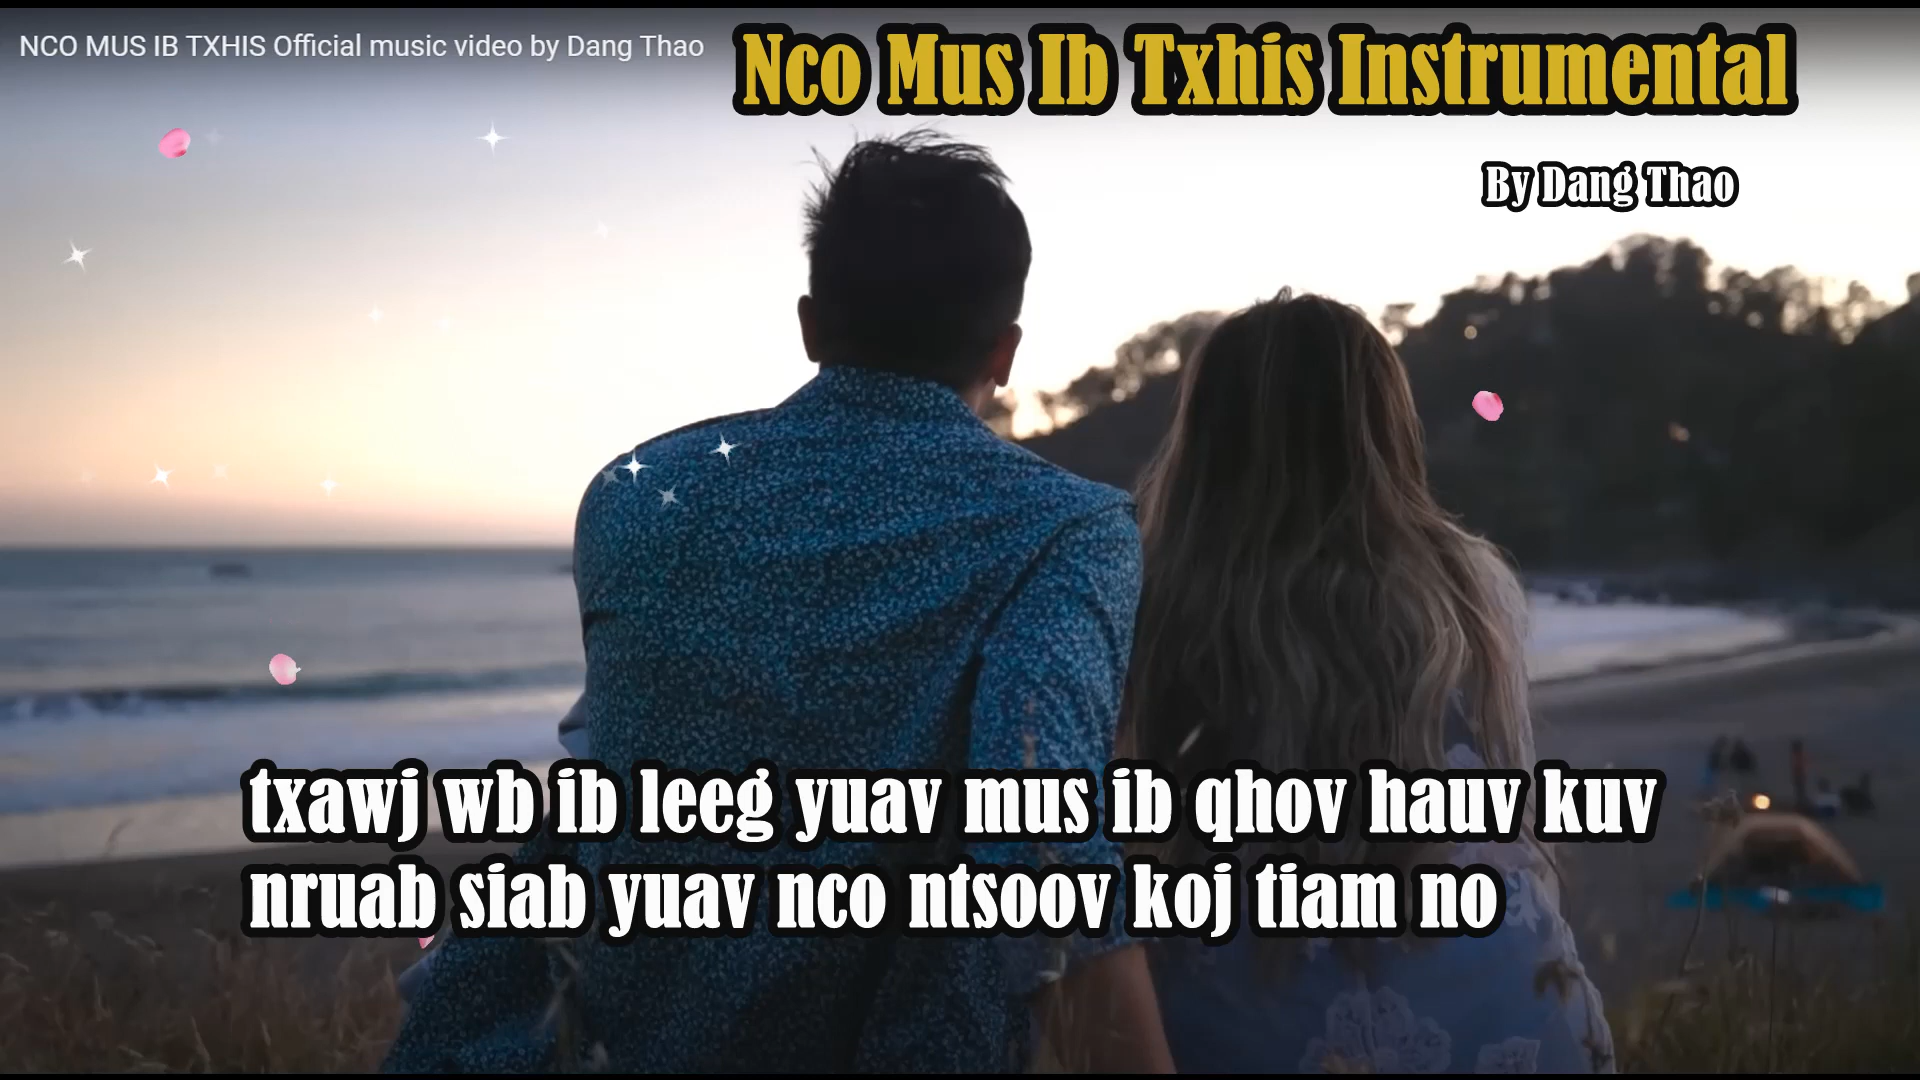 NCO MUS IB TXHIS Official music video by Dang Thao
Nco Mus Ib Txhis Instrumental
By Dang Thao
txawj wb ib leeg yuav mus ib qhov hauv kuv
nruab siab yuav nco ntsoov koj tiam no